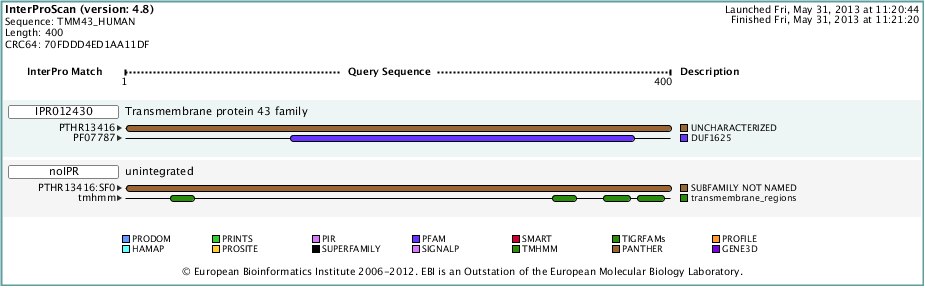 InterProScan (version: 4.8)
Launched Fri, May 31, 2013 at 11:20:44
Sequence: TMM43_HUMAN
Finished Fri, May 31, 2013 at 11:21:20
Length: 400
CRC64: 70FDDD4ED1AA11DF
InterPro Match Query Sequence Description
1 400
IPR012430 Transmembrane protein 43 family
PTHR13416 UNCHARACTERIZED
PF07787 DUF1625
noIPR unintegrated
PTHR13416:SF0 SUBFAMILY NOT NAMED
tmhmm transmembrane_regions
PRODOM PRINTS PIR PFAM SMART TIGRFAMs PROFILE
HAMAP PROSITE SUPERFAMILY SIGNALP TMHMM PANTHER GENE3D
© European Bioinformatics Institute 2006-2012. EBI is an Outstation of the European Molecular Biology Laboratory.